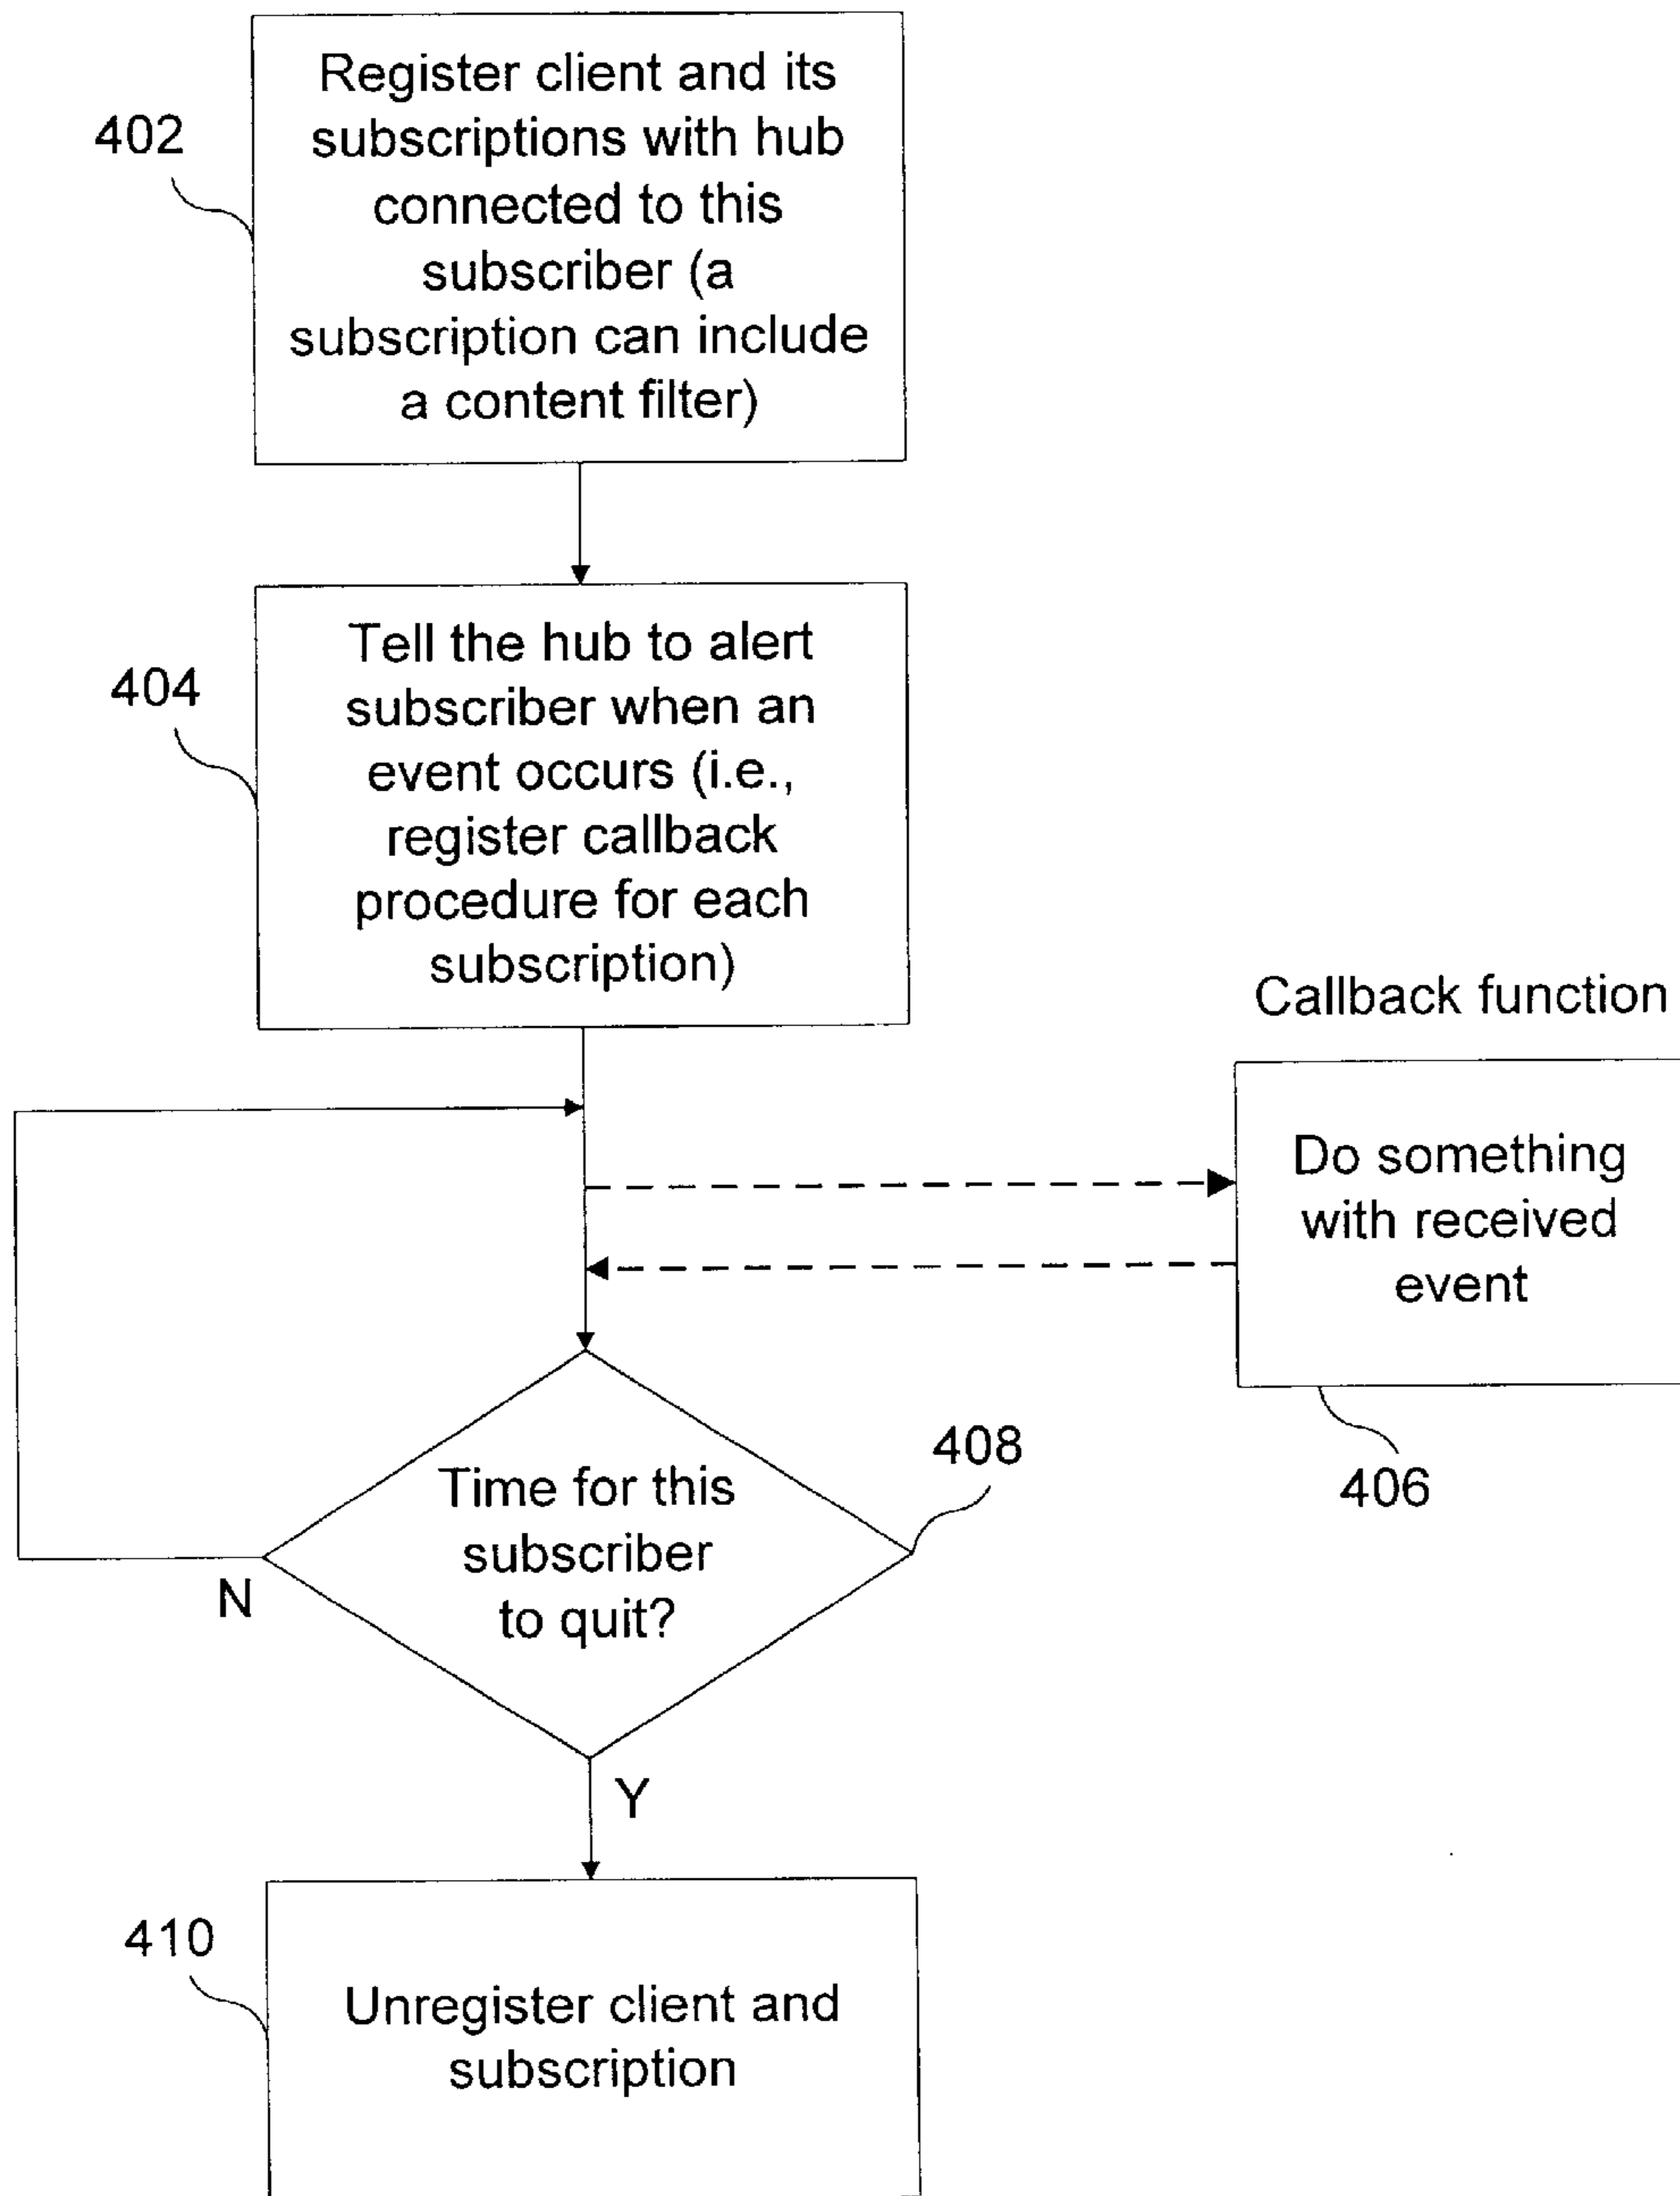 402
Register client and its
subscriptions with hub
connected to this
subscriber (a
subscription can include
a content filter)
404
Tell the hub to alert
subscriber when an
event occurs (i.e.,
register callback
procedure for each
subscription)
Callback function
Do something
with received
event
406
408
Time for this
subscriber
to quit?
N
Y
410
Unregister client and
subscription